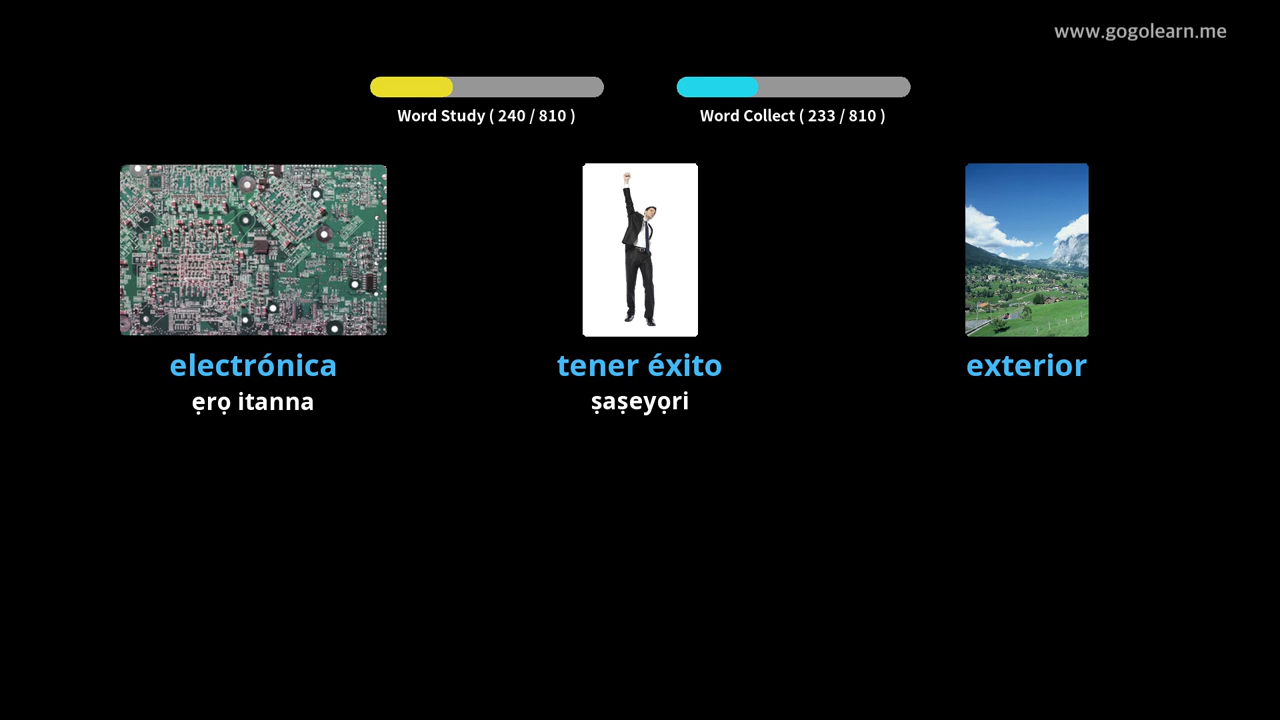 www.gogolearn.me
Word Study ( 240 / 810 )
Word Collect ( 233 / 810 )
electrónica
ẹrọ itanna
tener éxito
ṣaṣeyọri
exterior